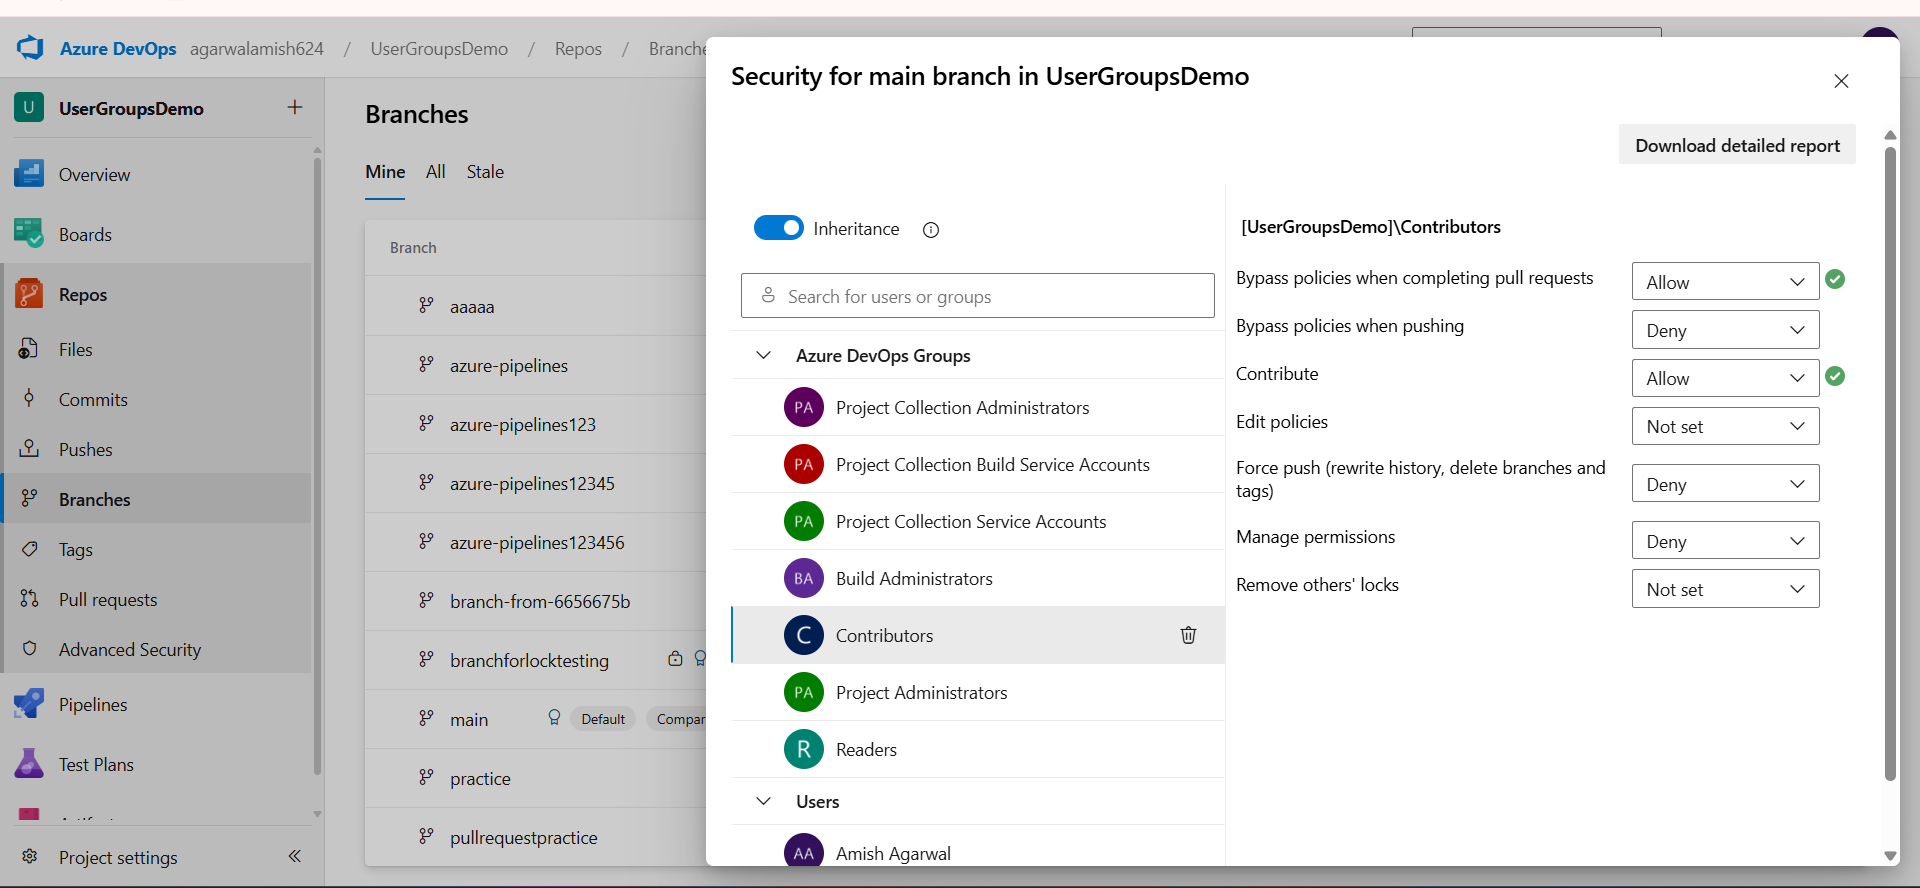 Azure DevOps agarwalamish624 / UserGroupsDemo / Repos / Branche
U UserGroupsDemo
Overview
Boards
Repos
Files
Commits
Pushes
Branches
Tags
Pull requests
Advanced Security
Pipelines
Test Plans
Project settings
Branches
Mine All Stale
Branch
aaaaa
azure-pipelines
azure-pipelines123
azure-pipelines12345
azure-pipelines123456
branch-from-6656675b
branchforlocktesting
main Default Compar
practice
pullrequestpractice
Security for main branch in UserGroupsDemo
Download detailed report
Inheritance
Search for users or groups
Azure DevOps Groups
PA Project Collection Administrators
PA Project Collection Build Service Accounts
PA Project Collection Service Accounts
BA Build Administrators
C Contributors
PA Project Administrators
R Readers
Users
AA Amish Agarwal
[UserGroupsDemo]\Contributors
Bypass policies when completing pull requests Allow
Bypass policies when pushing Deny
Contribute Allow
Edit policies Not set
Force push (rewrite history, delete branches and
tags) Deny
Manage permissions Deny
Remove others' locks Not set